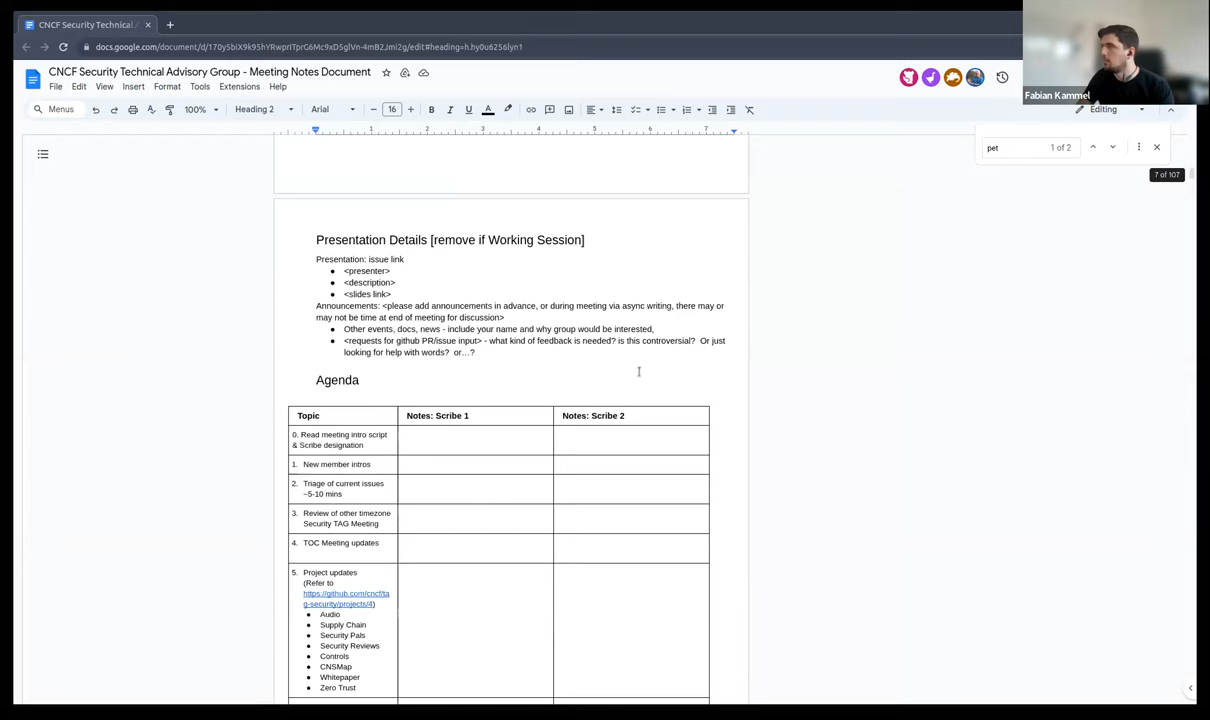 CNCF Security Technical
docs.google.com/document/d/170y5biX9k95hYRwprITprG6Mc9xD5glVn-4mB2Jmi2g/edit#heading=h.hy0u6256lyn1
CNCF Security Technical Advisory Group - Meeting Notes Document
File Edit View Insert Format Tools Extensions Help
Fabian Kammel
Menus 100% Heading 2 Arial 16 Editing
1 2 3 4 5 6 7
pet 1 of 2
7 of 107
Presentation Details [remove if Working Session]
Presentation: issue link
● <presenter>
● <description>
● <slides link>
Announcements: <please add announcements in advance, or during meeting via async writing, there may or
may not be time at end of meeting for discussion>
● Other events, docs, news - include your name and why group would be interested,
● <requests for github PR/issue input> - what kind of feedback is needed? is this controversial? Or just
looking for help with words? or…?
Agenda
Topic Notes: Scribe 1 Notes: Scribe 2
0. Read meeting intro script
& Scribe designation
1. New member intros
2. Triage of current issues
~5-10 mins
3. Review of other timezone
Security TAG Meeting
4. TOC Meeting updates
5. Project updates
(Refer to
https://github.com/cncf/ta
g-security/projects/4)
● Audio
● Supply Chain
● Security Pals
● Security Reviews
● Controls
● CNSMap
● Whitepaper
● Zero Trust